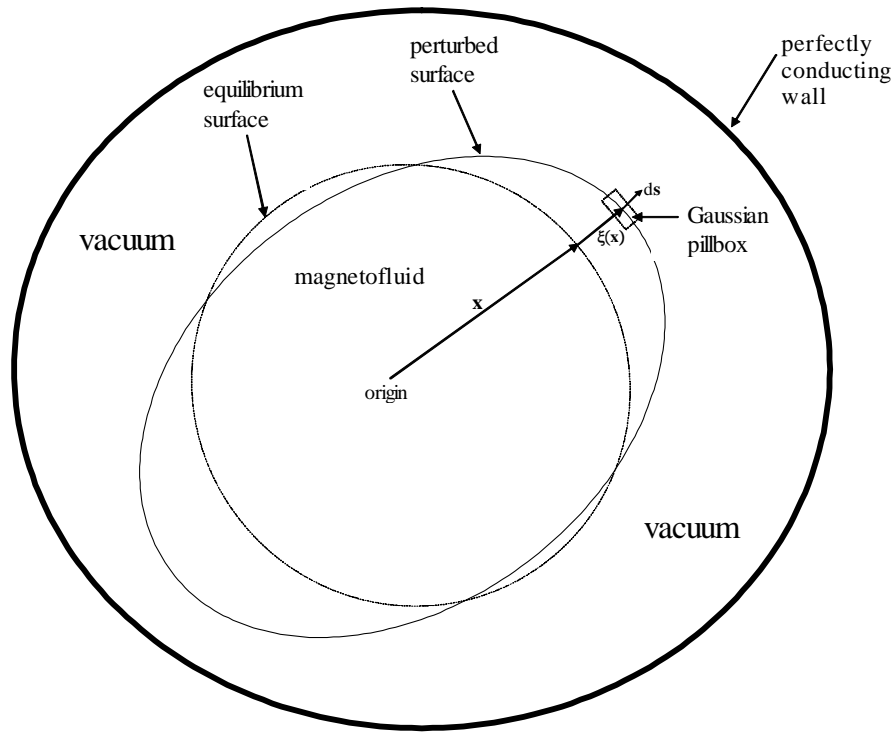 perturbed
surface
perfectly
conducting
wall
equilibrium
surface
ds
Gaussian
pillbox
ξ(x)
vacuum
magnetofluid
x
origin
vacuum